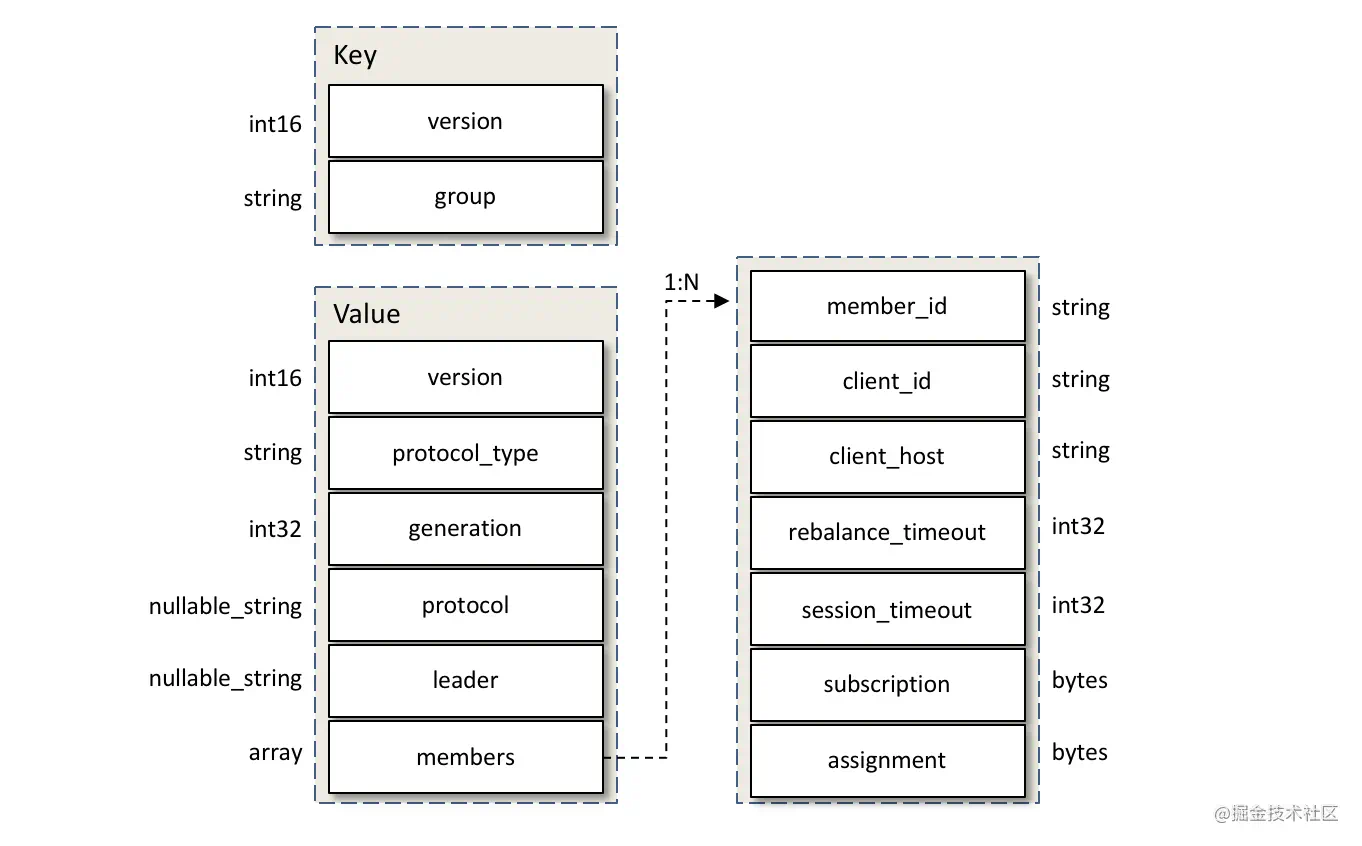 Key
int16 version
string group
Value
int16 version
string protocol_type
int32 generation
nullable_string protocol
nullable_string leader
array members
1:N
member_id string
client_id string
client_host string
rebalance_timeout int32
session_timeout int32
subscription bytes
assignment bytes
@掘金技术社区